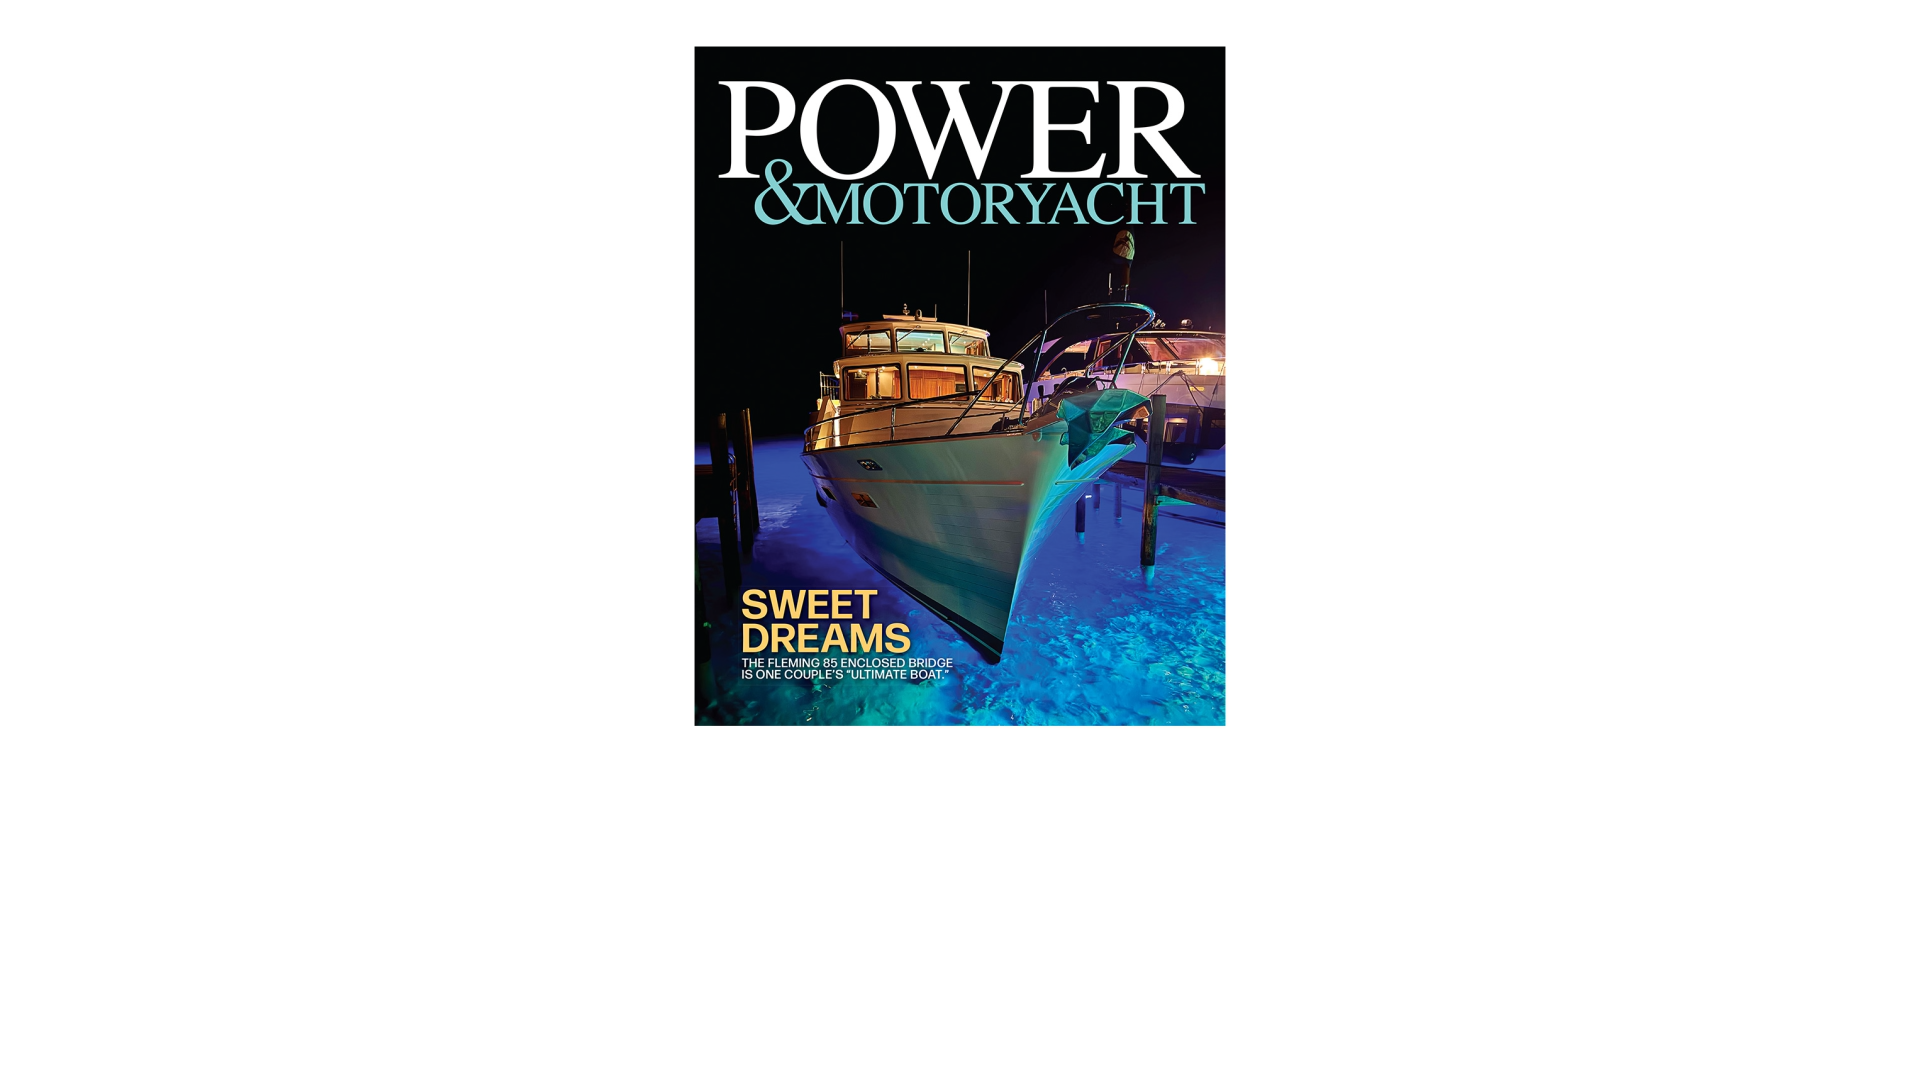 POWER
&MOTORYACHT
SWEET
DREAMS
THE FLEMING 85 ENCLOSED BRIDGE
IS ONE COUPLE'S “ULTIMATE BOAT.”